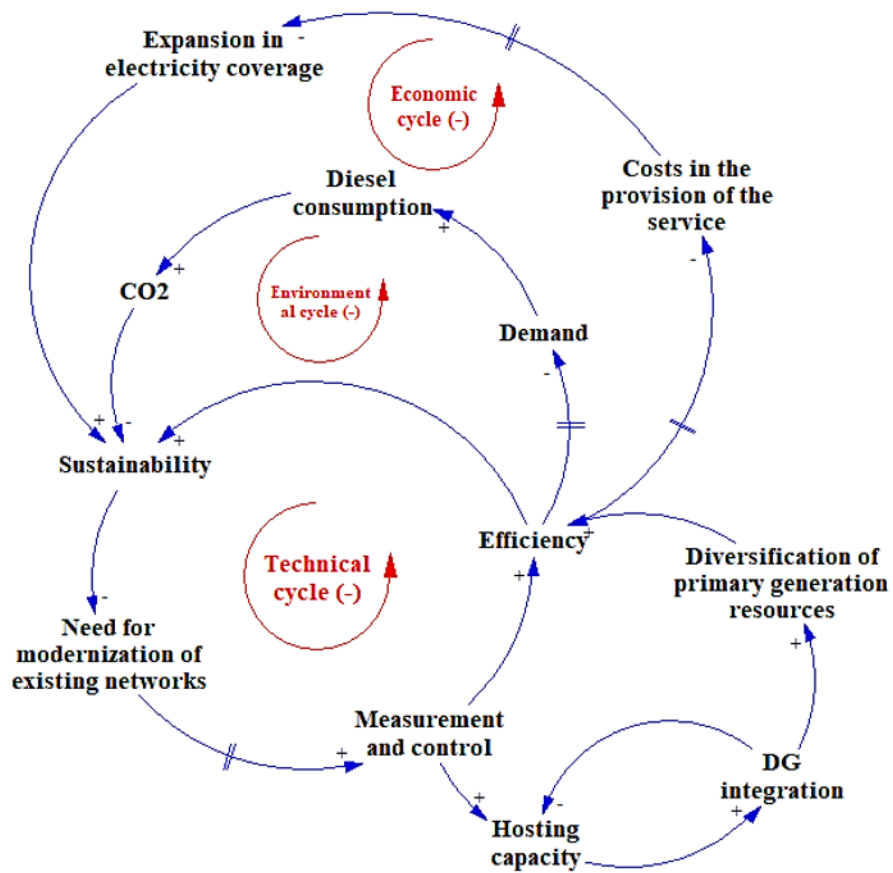 Expansion in
electricity coverage
-
Economic
cycle (-)
Costs in the
provision of the
service
-
Diesel
consumption
+
+
CO2
Environment
al cycle (-)
Demand
-
+
-
+
Sustainability
Efficiency
+
+
Technical
cycle (-)
Diversification of
primary generation
resources
+
-
Need for
modernization of
existing networks
+
Measurement
and control
+
-
DG
integration
+
Hosting
capacity